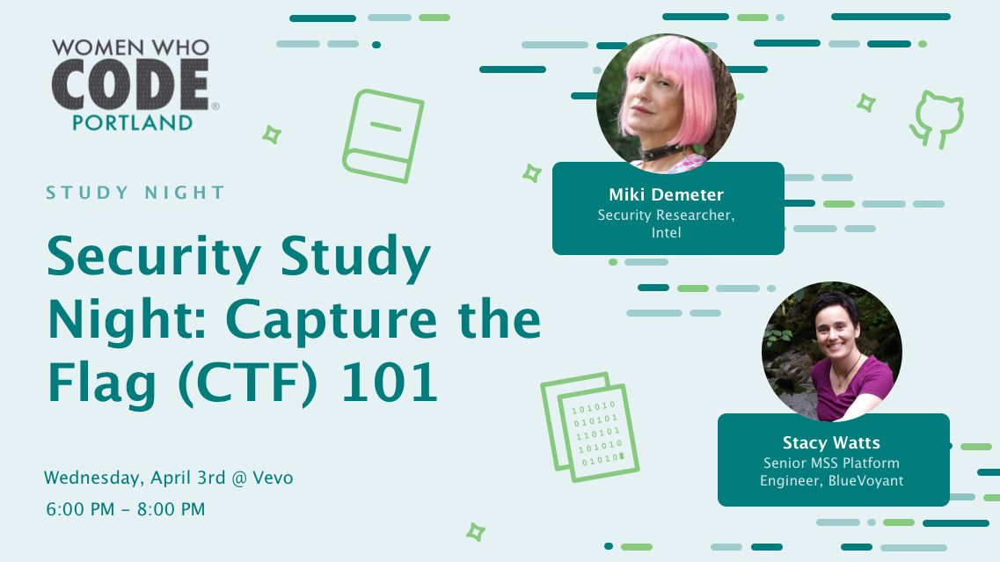 WOMEN WHO
CODE®
PORTLAND
STUDY NIGHT
Security Study
Night: Capture the
Flag (CTF) 101
Wednesday, April 3rd @ Vevo
6:00 PM – 8:00 PM
Miki Demeter
Security Researcher,
Intel
Stacy Watts
Senior MSS Platform
Engineer, BlueVoyant
101010
010101
110101
101010
01010